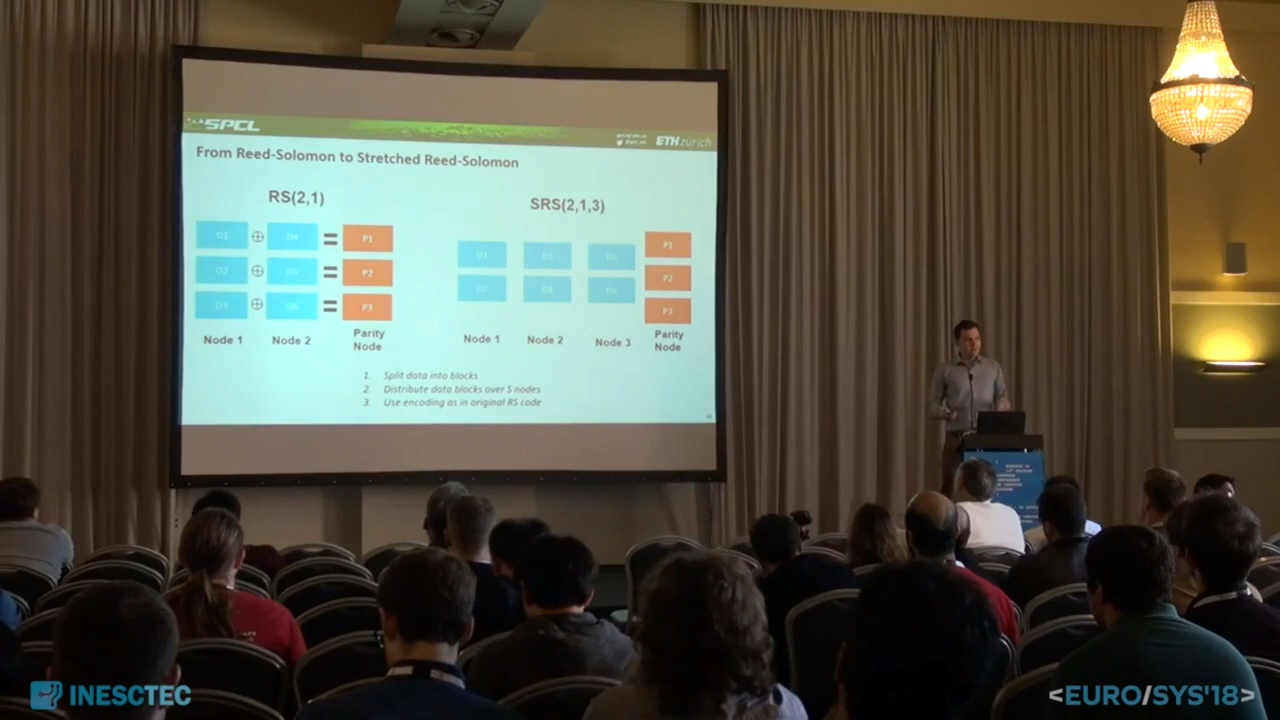 SPCL
ETH zürich
From Reed-Solomon to Stretched Reed-Solomon
RS(2,1)
SRS(2,1,3)
D1 ⊕ D4 = P1
D2 ⊕ D5 = P2
D3 ⊕ D6 = P3
Node 1 Node 2 Parity Node
D1 D3 D5 P1
D2 D4 D6 P2
P3
Node 1 Node 2 Node 3 Parity Node
1. Split data into blocks
2. Distribute data blocks over S nodes
3. Use encoding as in original RS code
INESCTEC
<EURO/SYS'18>